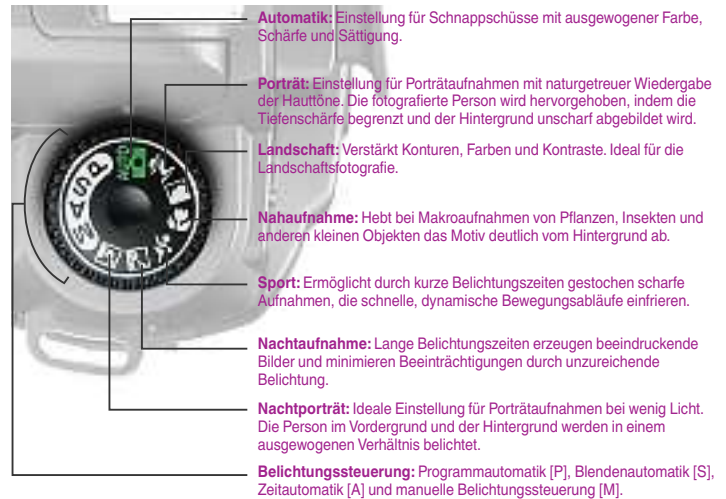 Automatik: Einstellung für Schnappschüsse mit ausgewogener Farbe,
Schärfe und Sättigung.
Porträt: Einstellung für Porträtaufnahmen mit naturgetreuer Wiedergabe
der Hauttöne. Die fotografierte Person wird hervorgehoben, indem die
Tiefenschärfe begrenzt und der Hintergrund unscharf abgebildet wird.
Landschaft: Verstärkt Konturen, Farben und Kontraste. Ideal für die
Landschaftsfotografie.
Nahaufnahme: Hebt bei Makroaufnahmen von Pflanzen, Insekten und
anderen kleinen Objekten das Motiv deutlich vom Hintergrund ab.
Sport: Ermöglicht durch kurze Belichtungszeiten gestochen scharfe
Aufnahmen, die schnelle, dynamische Bewegungsabläufe einfrieren.
Nachtaufnahme: Lange Belichtungszeiten erzeugen beeindruckende
Bilder und minimieren Beeinträchtigungen durch unzureichende
Belichtung.
Nachtporträt: Ideale Einstellung für Porträtaufnahmen bei wenig Licht.
Die Person im Vordergrund und der Hintergrund werden in einem
ausgewogenen Verhältnis belichtet.
Belichtungssteuerung: Programmautomatik [P], Blendenautomatik [S],
Zeitautomatik [A] und manuelle Belichtungssteuerung [M].
AUTO
P
S
A
M